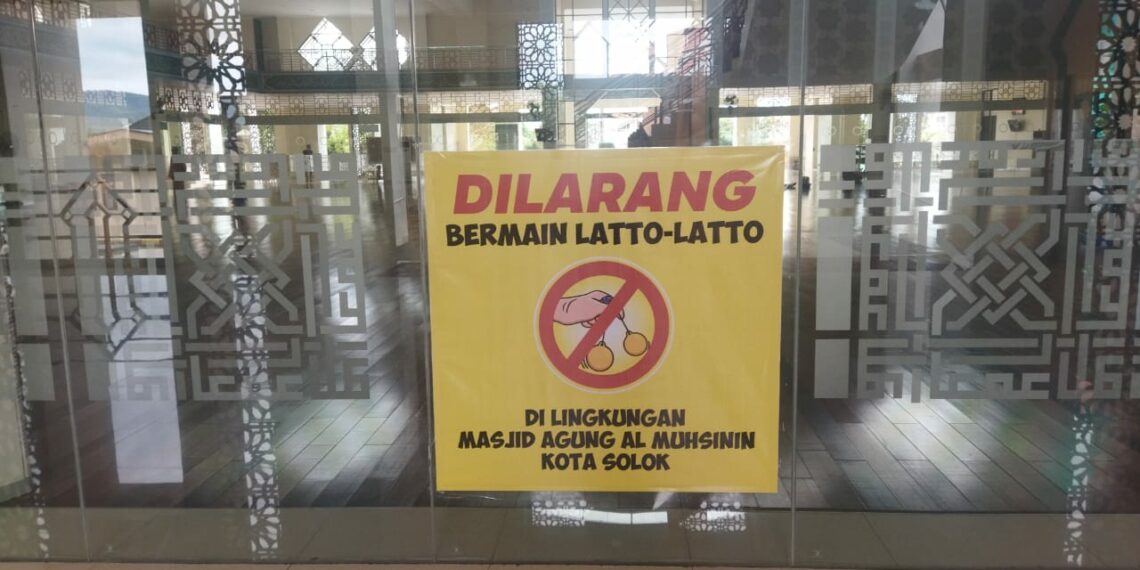 DILARANG
BERMAIN LATTO-LATTO
DI LINGKUNGAN
MASJID AGUNG AL MUHSININ
KOTA SOLOK